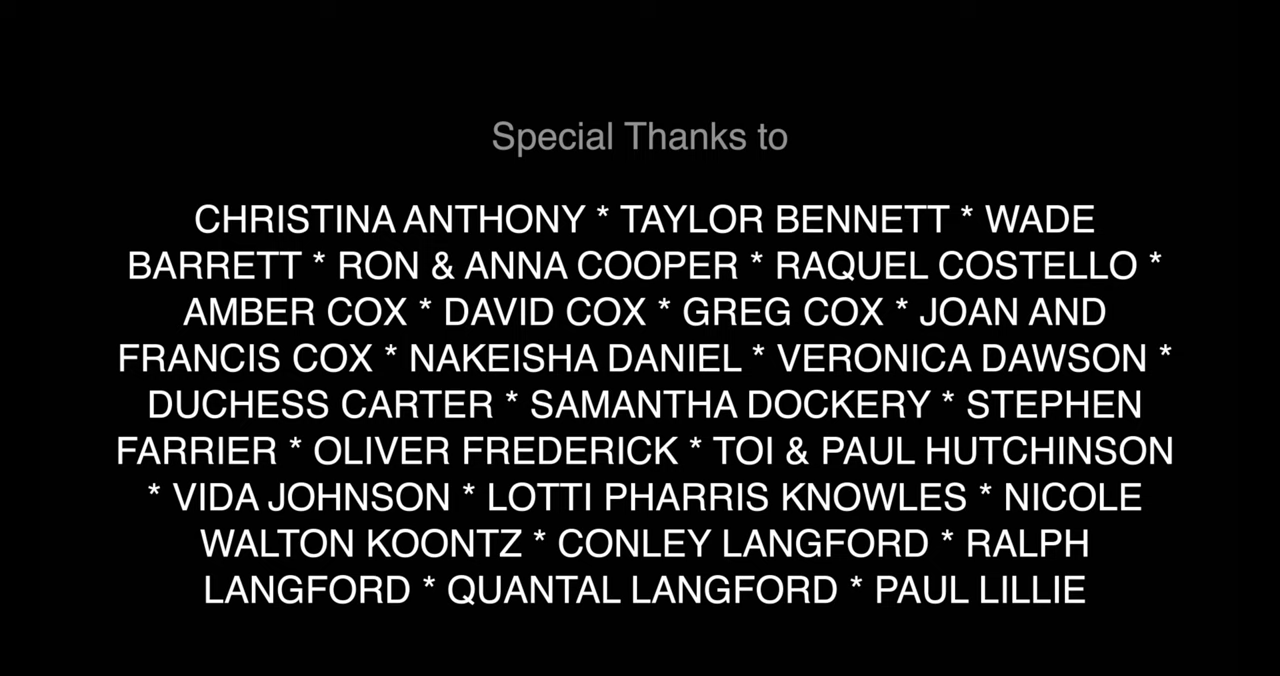 Special Thanks to
CHRISTINA ANTHONY * TAYLOR BENNETT * WADE
BARRETT * RON & ANNA COOPER * RAQUEL COSTELLO *
AMBER COX * DAVID COX * GREG COX * JOAN AND
FRANCIS COX * NAKEISHA DANIEL * VERONICA DAWSON *
DUCHESS CARTER * SAMANTHA DOCKERY * STEPHEN
FARRIER * OLIVER FREDERICK * TOI & PAUL HUTCHINSON
* VIDA JOHNSON * LOTTI PHARRIS KNOWLES * NICOLE
WALTON KOONTZ * CONLEY LANGFORD * RALPH
LANGFORD * QUANTAL LANGFORD * PAUL LILLIE